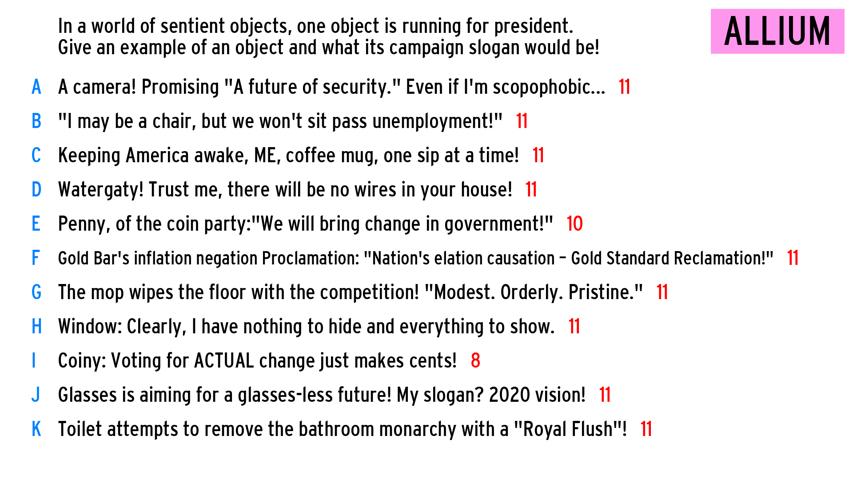 In a world of sentient objects, one object is running for president.
Give an example of an object and what its campaign slogan would be!
ALLIUM
A A camera! Promising "A future of security." Even if I'm scopophobic... 11
B "I may be a chair, but we won't sit pass unemployment!" 11
C Keeping America awake, ME, coffee mug, one sip at a time! 11
D Watergaty! Trust me, there will be no wires in your house! 11
E Penny, of the coin party:"We will bring change in government!" 10
F Gold Bar's inflation negation Proclamation: "Nation's elation causation – Gold Standard Reclamation!" 11
G The mop wipes the floor with the competition! "Modest. Orderly. Pristine." 11
H Window: Clearly, I have nothing to hide and everything to show. 11
I Coiny: Voting for ACTUAL change just makes cents! 8
J Glasses is aiming for a glasses-less future! My slogan? 2020 vision! 11
K Toilet attempts to remove the bathroom monarchy with a "Royal Flush"! 11